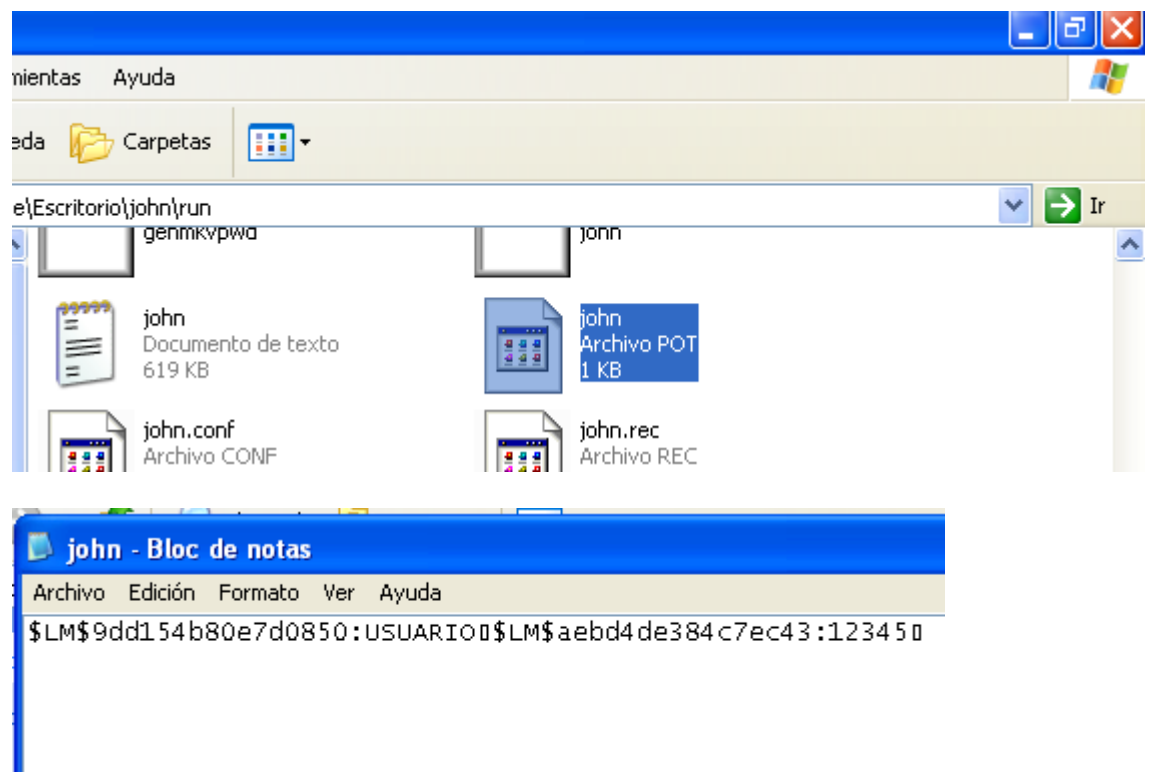 mientas Ayuda
eda Carpetas
e\Escritorio\john\run Ir
genmkvpwd john
john john
Documento de texto Archivo POT
619 KB 1 KB
john.conf john.rec
Archivo CONF Archivo REC
john - Bloc de notas
Archivo Edición Formato Ver Ayuda
$LM$9dd154b80e7d0850:USUARIO▯$LM$aebd4de384c7ec43:12345▯